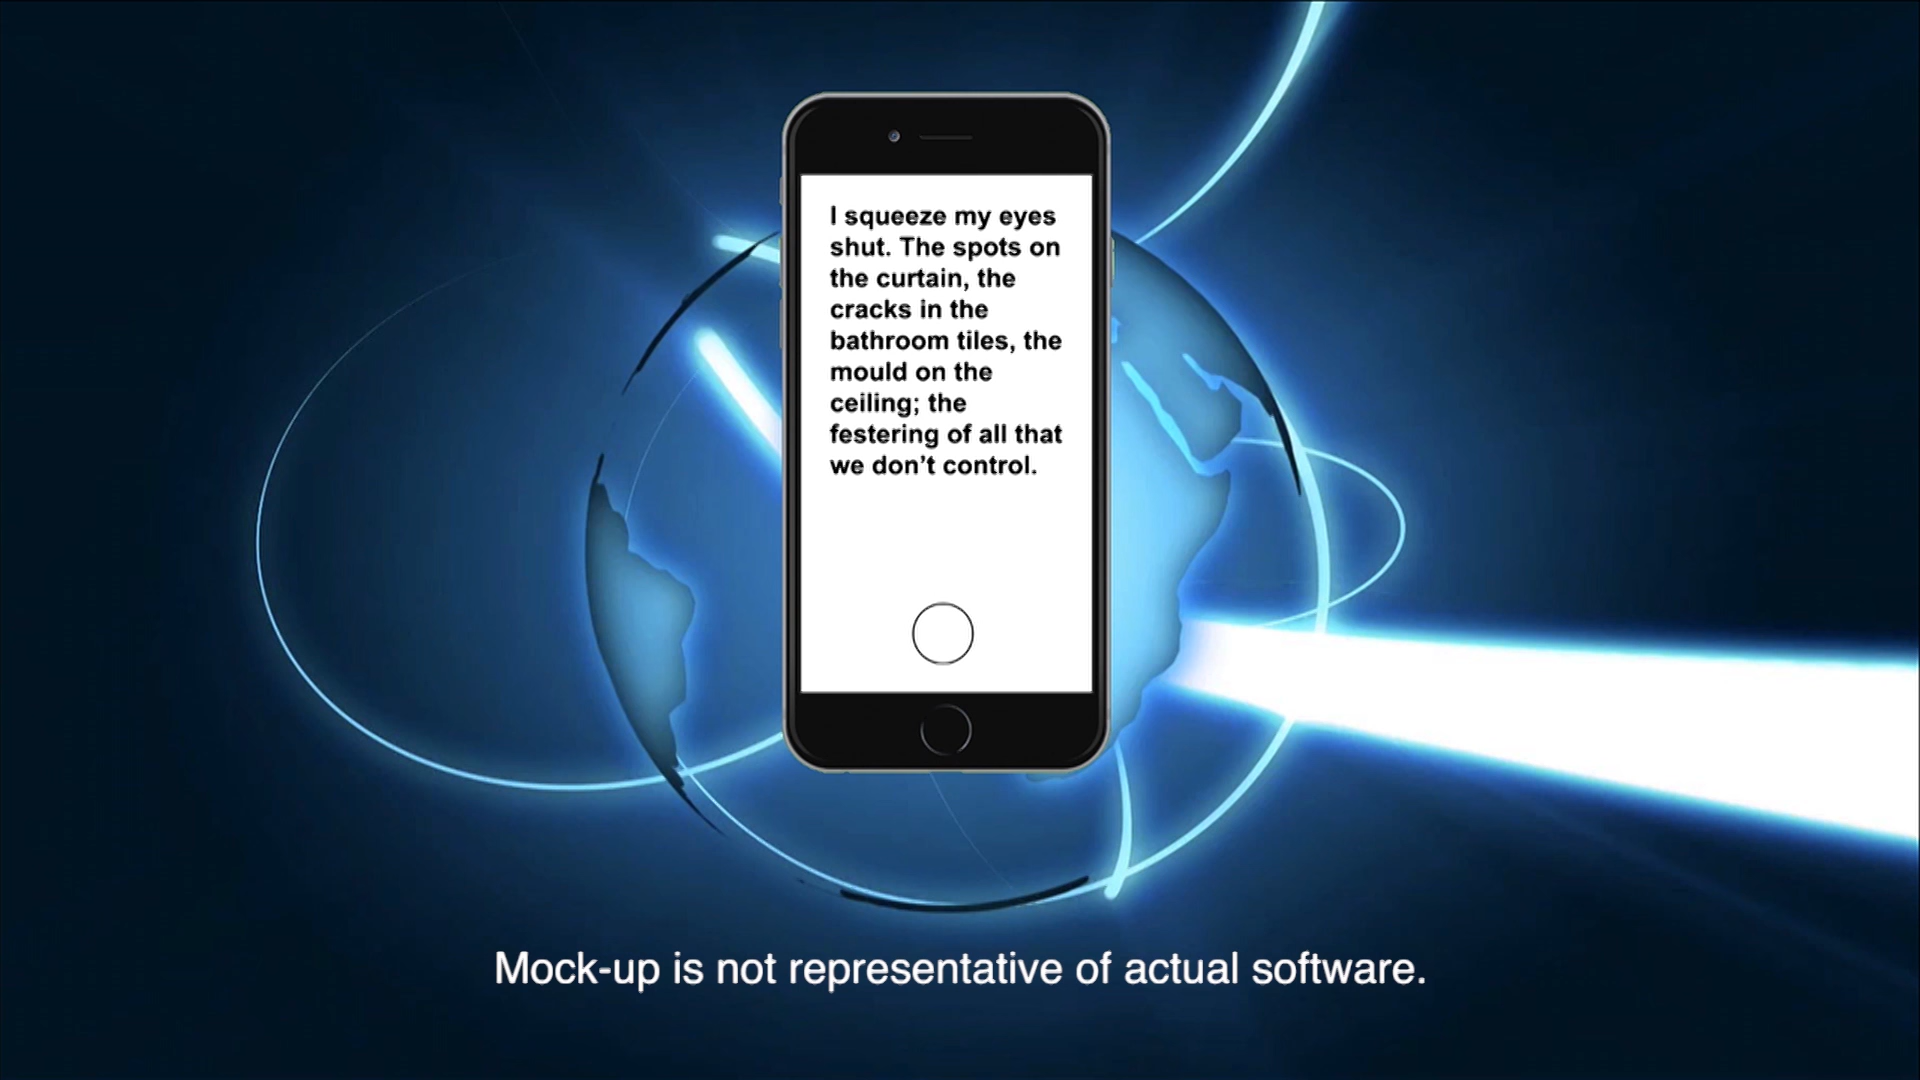 I squeeze my eyes
shut. The spots on
the curtain, the
cracks in the
bathroom tiles, the
mould on the
ceiling; the
festering of all that
we don’t control.
Mock-up is not representative of actual software.